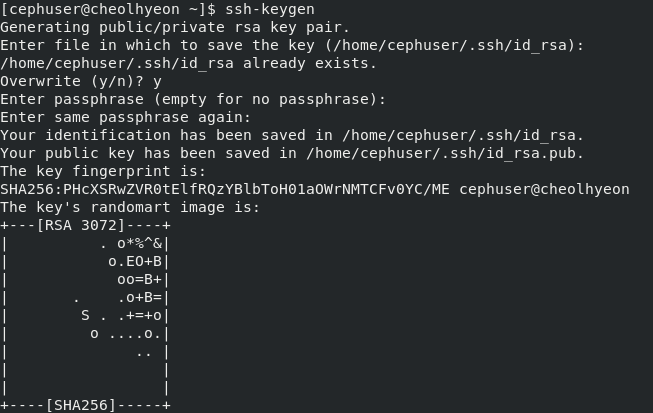 [cephuser@cheolhyeon ~]$ ssh-keygen
Generating public/private rsa key pair.
Enter file in which to save the key (/home/cephuser/.ssh/id_rsa):
/home/cephuser/.ssh/id_rsa already exists.
Overwrite (y/n)? y
Enter passphrase (empty for no passphrase):
Enter same passphrase again:
Your identification has been saved in /home/cephuser/.ssh/id_rsa.
Your public key has been saved in /home/cephuser/.ssh/id_rsa.pub.
The key fingerprint is:
SHA256:PHcXSRwZVR0tElfRQzYBlbToH01aOWrNMTCFv0YC/ME cephuser@cheolhyeon
The key's randomart image is:
+---[RSA 3072]----+
|          . o*%^&|
|           o.EO+B|
|            oo=B+|
|       .    .o+B=|
|        S . .+=+o|
|         o ....o.|
|              .. |
|                 |
|                 |
+----[SHA256]-----+